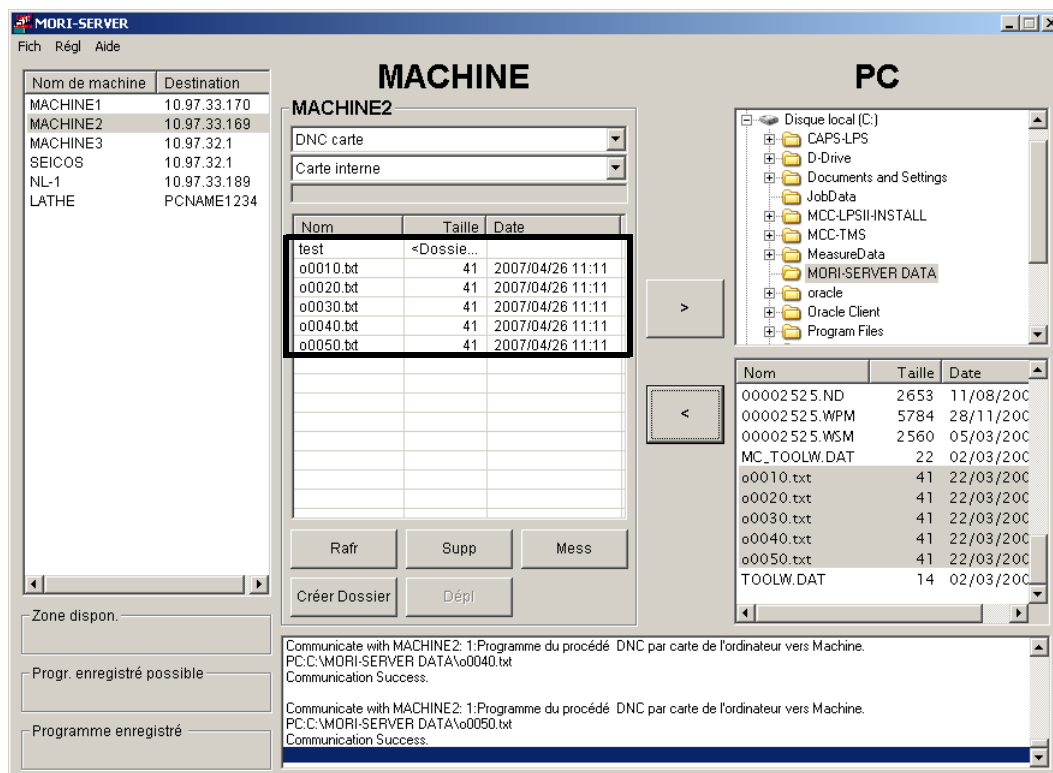 MORI-SERVER
Fich Régl Aide
MACHINE
PC
Nom de machine Destination
MACHINE1 10.97.33.170
MACHINE2 10.97.33.169
MACHINE3 10.97.32.1
SEICOS 10.97.32.1
NL-1 10.97.33.189
LATHE PCNAME1234
MACHINE2
DNC carte
Carte interne
Nom Taille Date
test <Dossie...
o0010.txt 41 2007/04/26 11:11
o0020.txt 41 2007/04/26 11:11
o0030.txt 41 2007/04/26 11:11
o0040.txt 41 2007/04/26 11:11
o0050.txt 41 2007/04/26 11:11
Rafr Supp Mess
Créer Dossier Dépl
>
<
Disque local (C:)
CAPS-LPS
D-Drive
Documents and Settings
JobData
MCC-LPSII-INSTALL
MCC-TMS
MeasureData
MORI-SERVER DATA
oracle
Oracle Client
Program Files
Nom Taille Date
00002525.ND 2653 11/08/200
00002525.WPM 5784 28/11/200
00002525.WSM 2560 05/03/200
MC_TOOLW.DAT 22 02/03/200
o0010.txt 41 22/03/200
o0020.txt 41 22/03/200
o0030.txt 41 22/03/200
o0040.txt 41 22/03/200
o0050.txt 41 22/03/200
TOOLW.DAT 14 02/03/200
Zone dispon.
Progr. enregistré possible
Programme enregistré
Communicate with MACHINE2: 1:Programme du procédé DNC par carte de l'ordinateur vers Machine.
PC:C:\MORI-SERVER DATA\o0040.txt
Communication Success.
Communicate with MACHINE2: 1:Programme du procédé DNC par carte de l'ordinateur vers Machine.
PC:C:\MORI-SERVER DATA\o0050.txt
Communication Success.